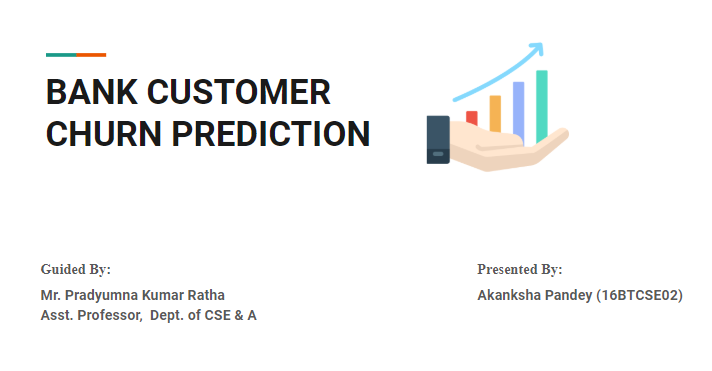 BANK CUSTOMER
CHURN PREDICTION
Guided By:
Mr. Pradyumna Kumar Ratha
Asst. Professor,  Dept. of CSE & A
Presented By:
Akanksha Pandey (16BTCSE02)